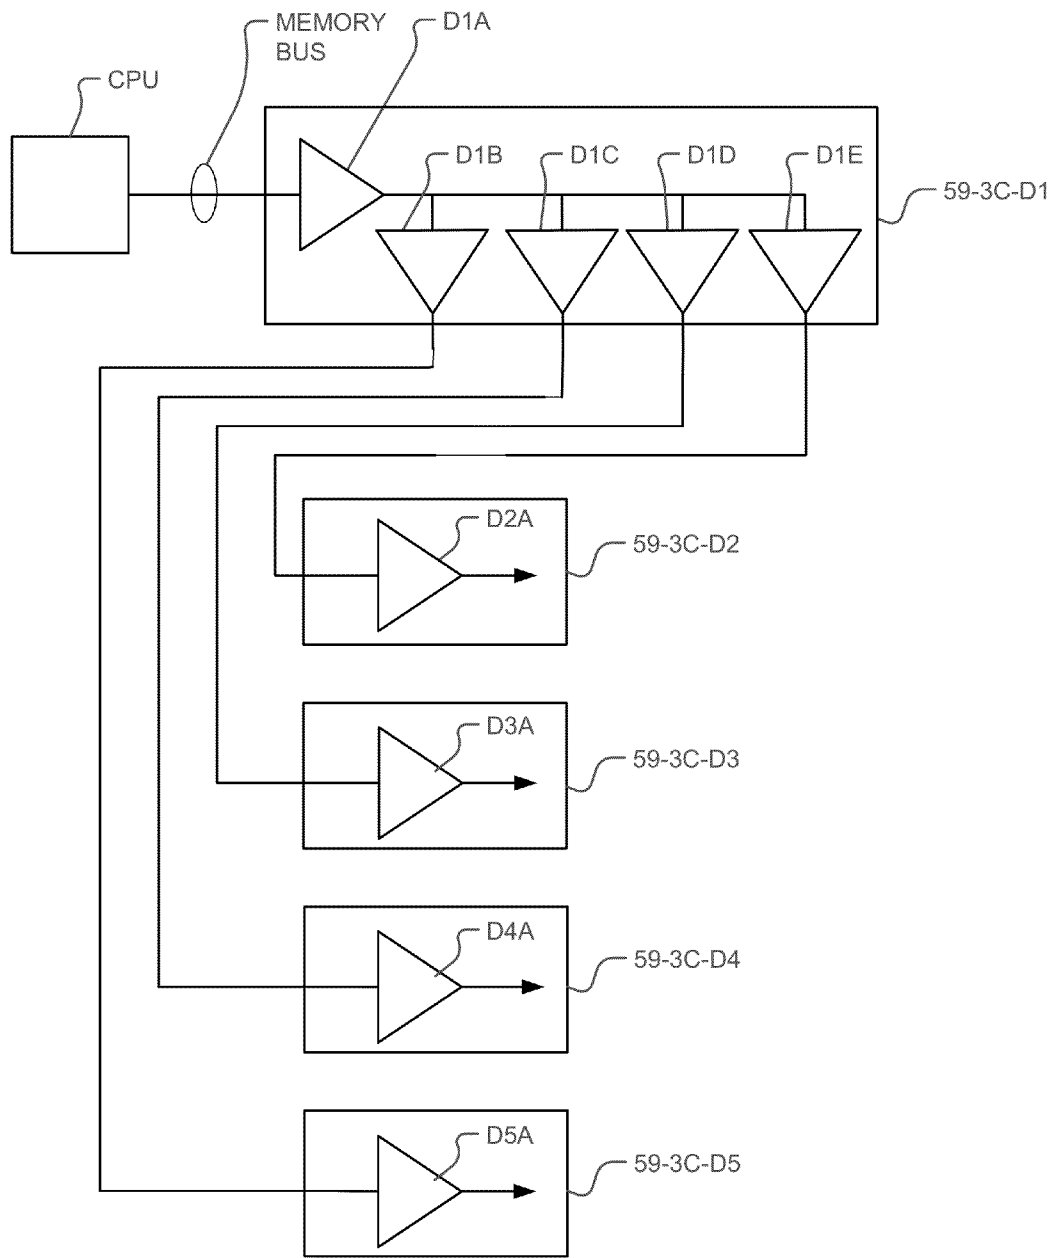 MEMORY
BUS
D1A
CPU
D1B
D1C
D1D
D1E
59-3C-D1
D2A
59-3C-D2
D3A
59-3C-D3
D4A
59-3C-D4
D5A
59-3C-D5